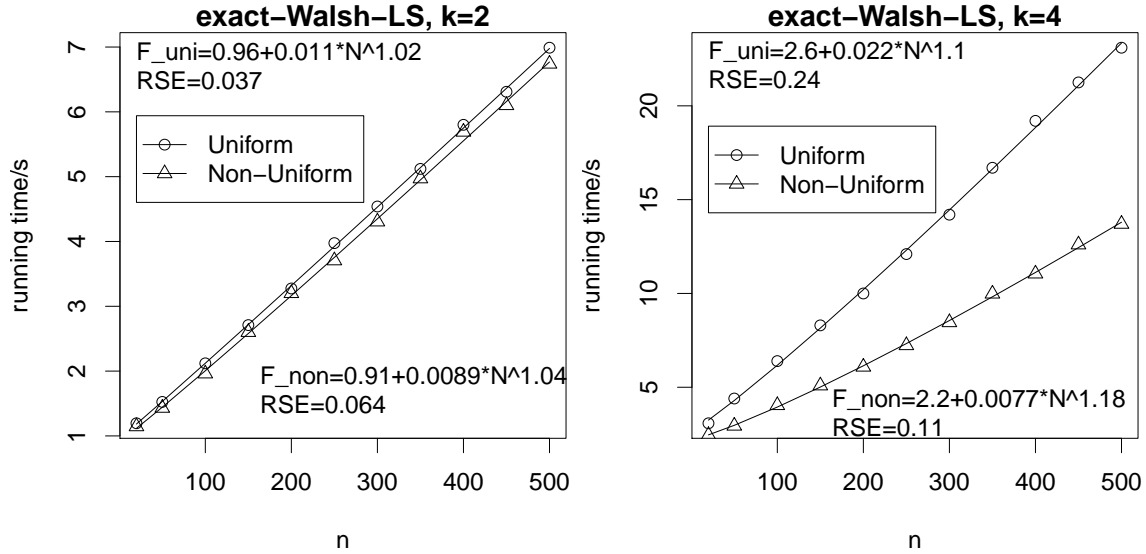 exact−Walsh−LS, k=2
F_uni=0.96+0.011*N^1.02
RSE=0.037
Uniform
Non−Uniform
F_non=0.91+0.0089*N^1.04
RSE=0.064
running time/s
7
6
5
4
3
2
1
100 200 300 400 500
n
exact−Walsh−LS, k=4
F_uni=2.6+0.022*N^1.1
RSE=0.24
Uniform
Non−Uniform
F_non=2.2+0.0077*N^1.18
RSE=0.11
running time/s
20
15
10
5
100 200 300 400 500
n